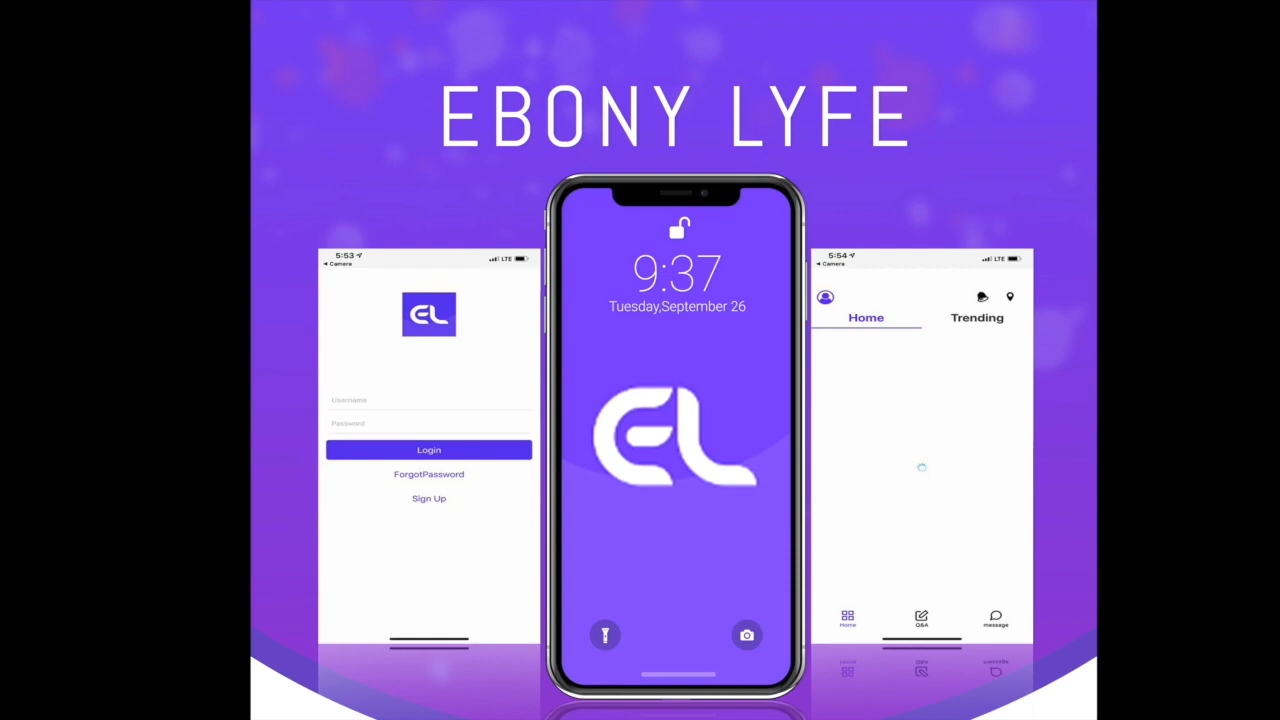 EBONY LYFE
5:53
LTE
◀ Camera
EL
Username
Password
Login
ForgotPassword
Sign Up
9:37
Tuesday,September 26
EL
5:54
LTE
◀ Camera
Home
Trending
Home
Q&A
message